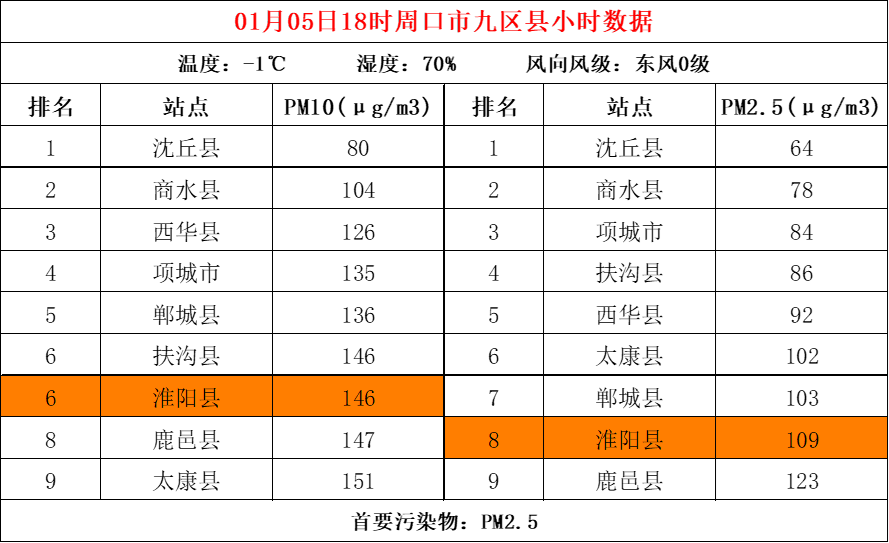 01月05日18时周口市九区县小时数据
温度：-1℃ 湿度：70% 风向风级：东风0级
排名 站点 PM10(μg/m3) 排名 站点 PM2.5(μg/m3)
1 沈丘县 80 1 沈丘县 64
2 商水县 104 2 商水县 78
3 西华县 126 3 项城市 84
4 项城市 135 4 扶沟县 86
5 郸城县 136 5 西华县 92
6 扶沟县 146 6 太康县 102
6 淮阳县 146 7 郸城县 103
8 鹿邑县 147 8 淮阳县 109
9 太康县 151 9 鹿邑县 123
首要污染物：PM2.5